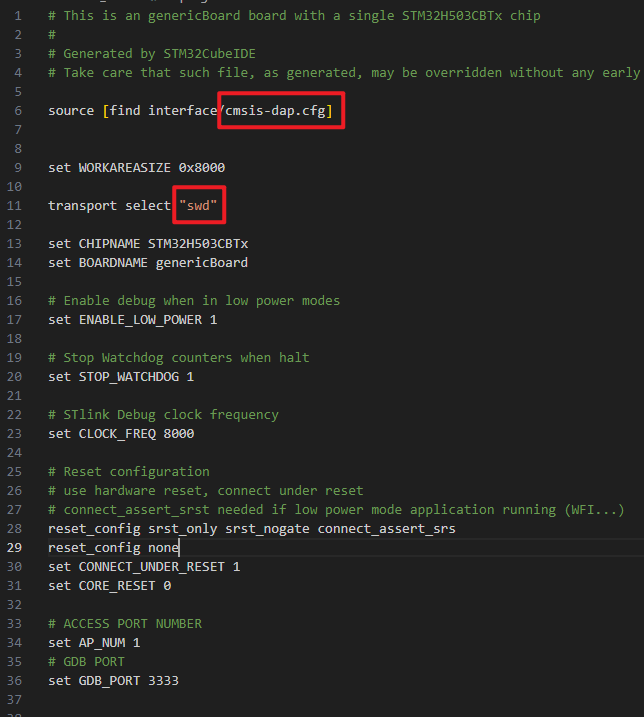 1 # This is an genericBoard board with a single STM32H503CBTx chip
2 #
3 # Generated by STM32CubeIDE
4 # Take care that such file, as generated, may be overridden without any early
5
6 source [find interface/cmsis-dap.cfg]
7
8
9 set WORKAREASIZE 0x8000
10
11 transport select "swd"
12
13 set CHIPNAME STM32H503CBTx
14 set BOARDNAME genericBoard
15
16 # Enable debug when in low power modes
17 set ENABLE_LOW_POWER 1
18
19 # Stop Watchdog counters when halt
20 set STOP_WATCHDOG 1
21
22 # STlink Debug clock frequency
23 set CLOCK_FREQ 8000
24
25 # Reset configuration
26 # use hardware reset, connect under reset
27 # connect_assert_srst needed if low power mode application running (WFI...)
28 reset_config srst_only srst_nogate connect_assert_srs
29 reset_config none
30 set CONNECT_UNDER_RESET 1
31 set CORE_RESET 0
32
33 # ACCESS PORT NUMBER
34 set AP_NUM 1
35 # GDB PORT
36 set GDB_PORT 3333
37